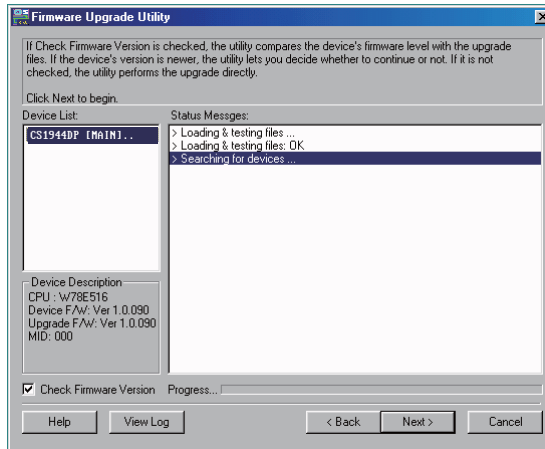 Firmware Upgrade Utility
If Check Firmware Version is checked, the utility compares the device's firmware level with the upgrade
files. If the device's version is newer, the utility lets you decide whether to continue or not. If it is not
checked, the utility performs the upgrade directly.
Click Next to begin.
Device List:
CS1944DP [MAIN]..
Status Messges:
> Loading & testing files ...
> Loading & testing files: OK
> Searching for devices ...
Device Description
CPU : W78E516
Device F/W: Ver 1.0.090
Upgrade F/W: Ver 1.0.090
MID: 000
Check Firmware Version
Progress...
Help
View Log
< Back
Next >
Cancel